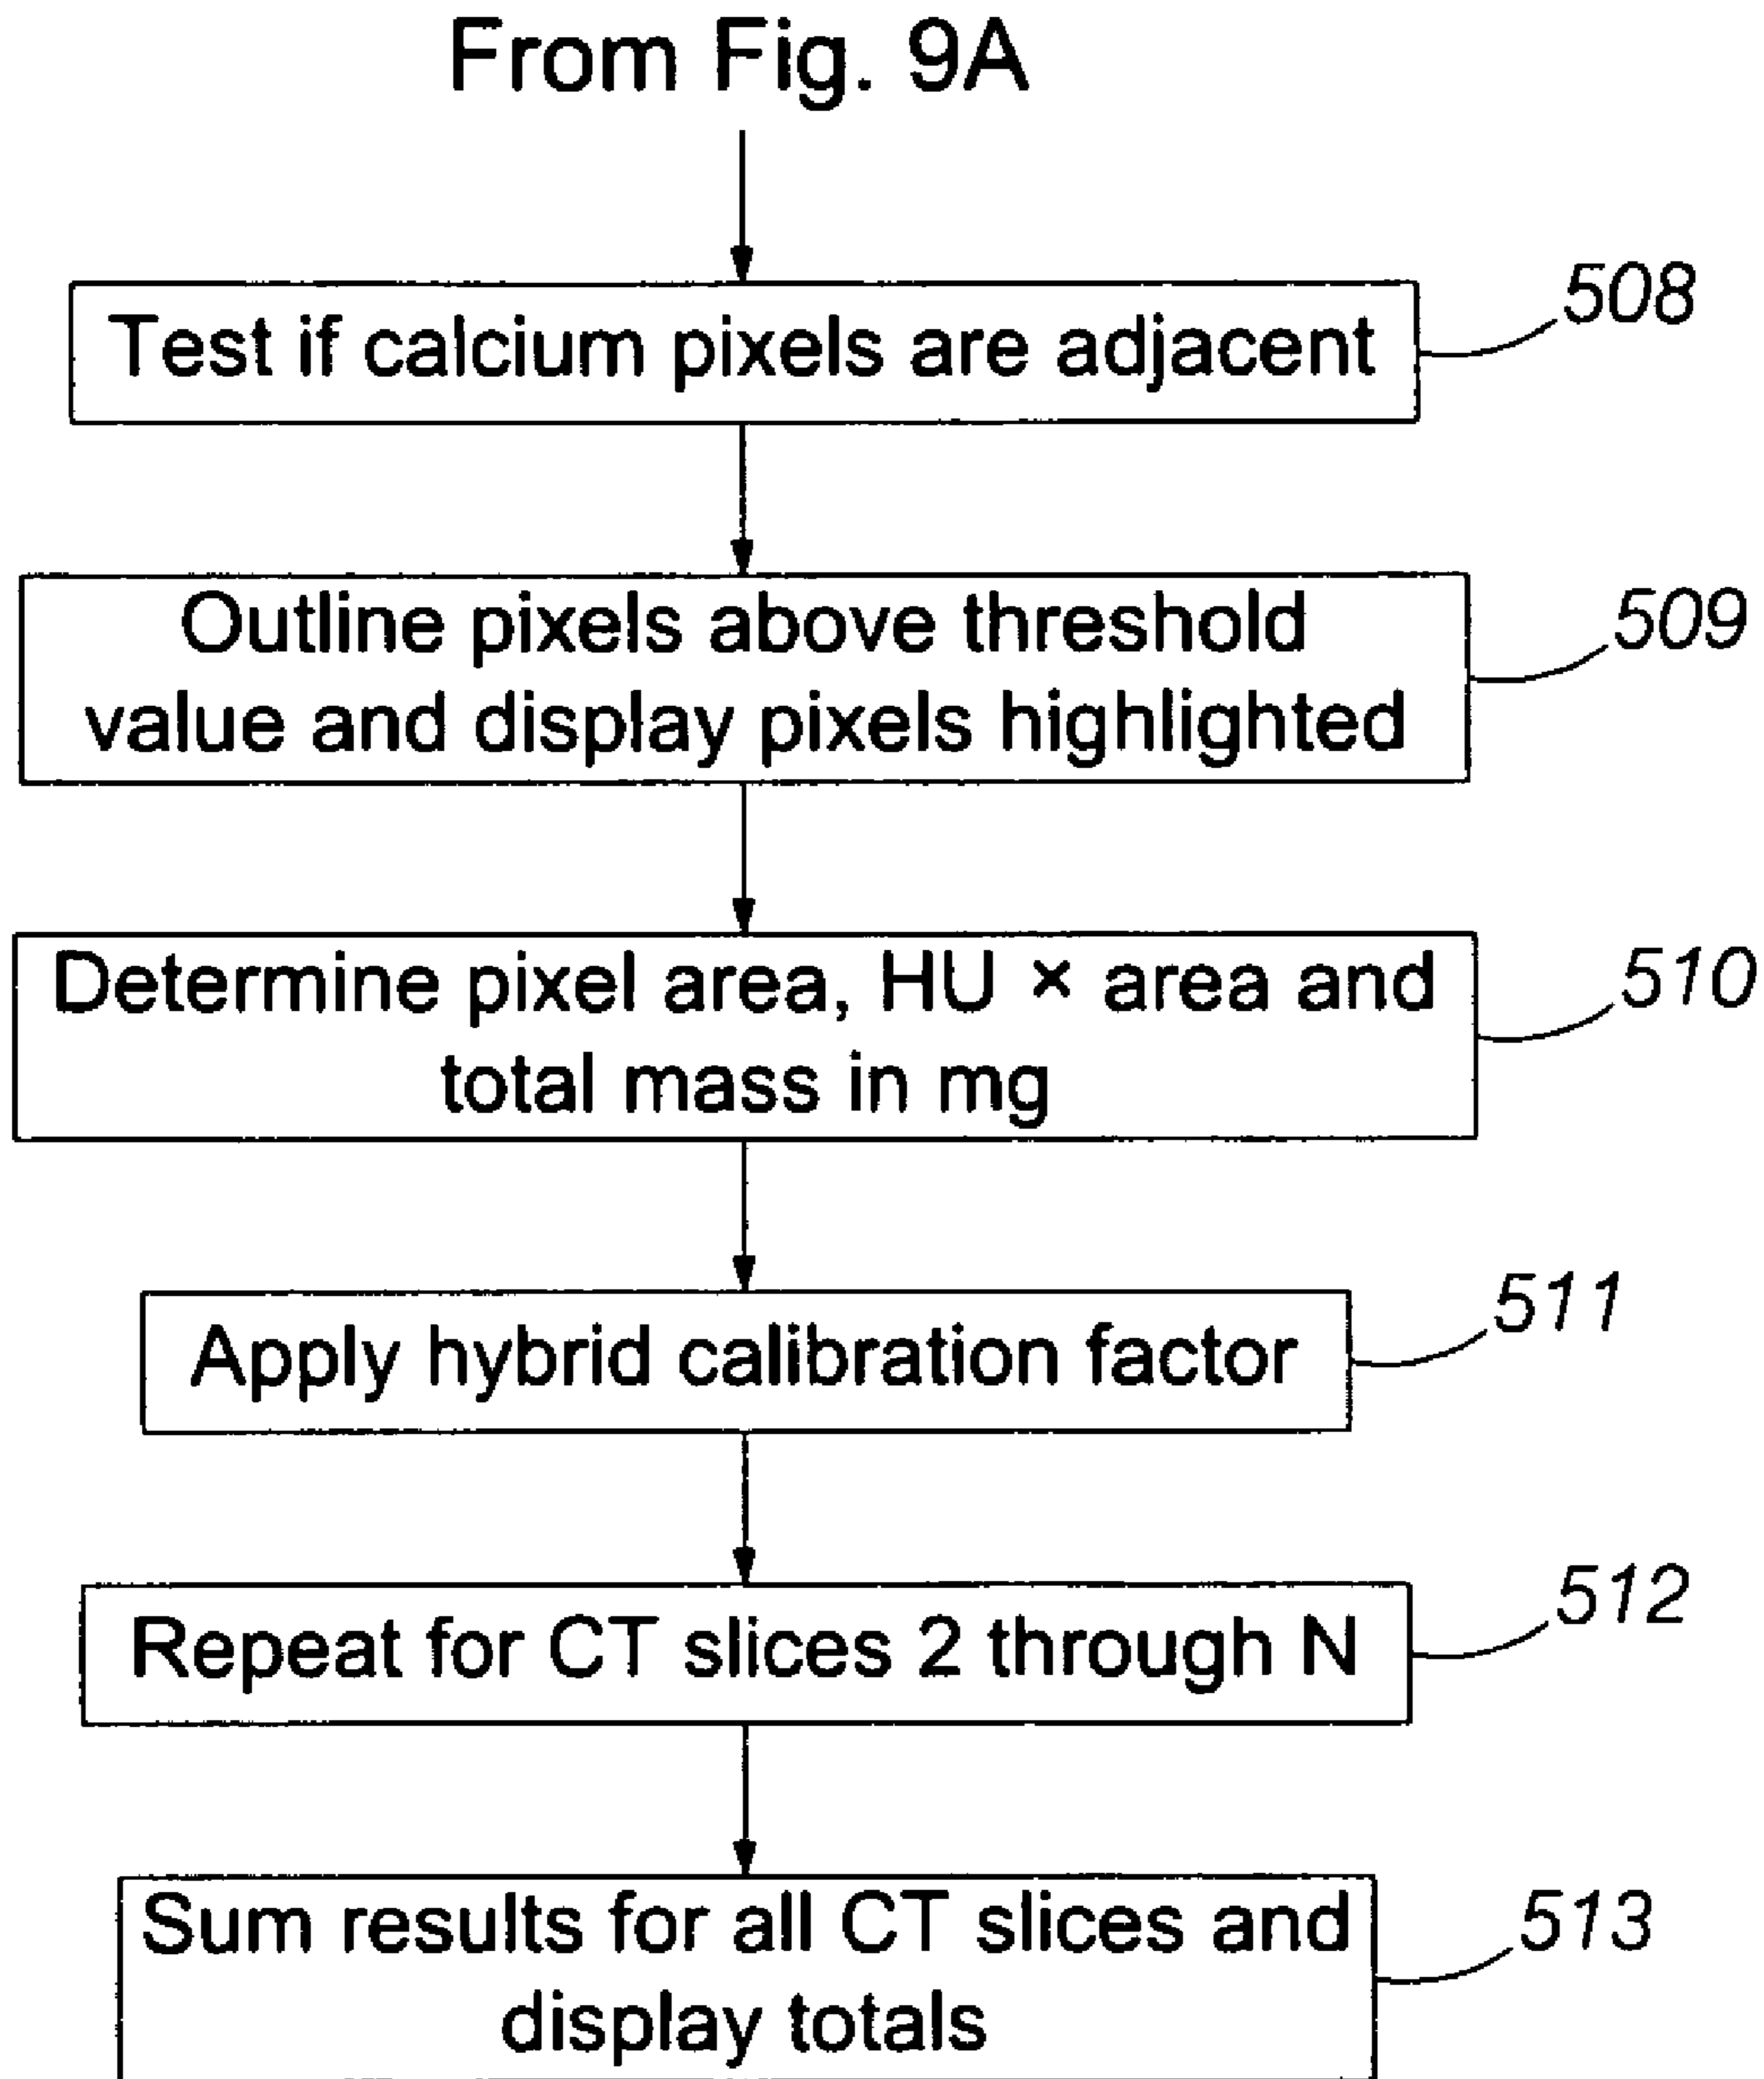 From Fig. 9A
Test if calcium pixels are adjacent
508
Outline pixels above threshold
value and display pixels highlighted
509
Determine pixel area, HU × area and
total mass in mg
510
Apply hybrid calibration factor
511
Repeat for CT slices 2 through N
512
Sum results for all CT slices and
display totals
513